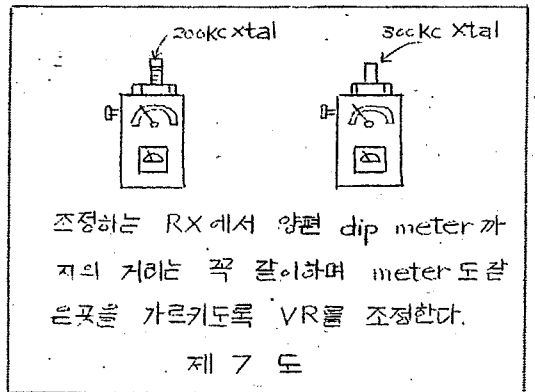 200kc xtal
300kc Xtal
조정하는 RX에서 양편 dip meter까
지의 거리는 꼭 같이하며 meter도 같
은곳을 가르키도록 VR를 조정한다.
제 7 도